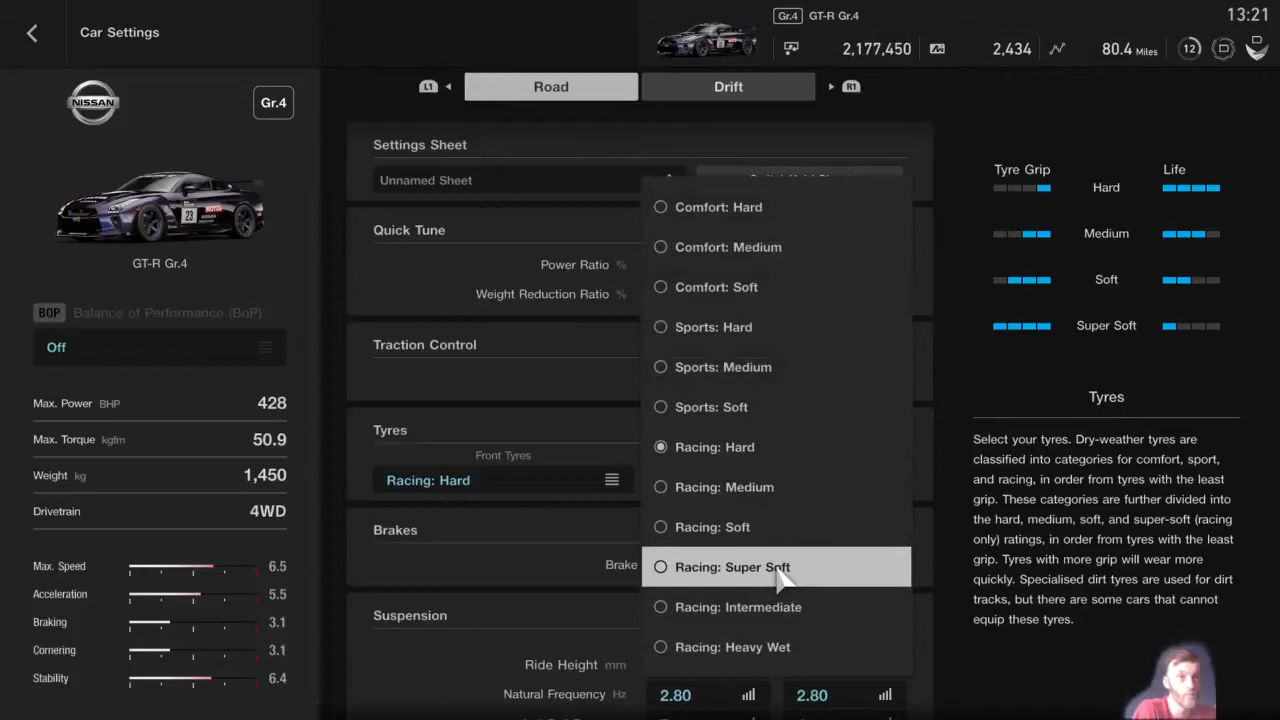 Car Settings
Gr.4 GT-R Gr.4
13:21
2,177,450
2,434
80.4 Miles
12
L1 Road Drift R1
NISSAN
Gr.4
23
GT-R Gr.4
BOP Balance of Performance (BoP)
Off
Max. Power BHP 428
Max. Torque kgfm 50.9
Weight kg 1,450
Drivetrain 4WD
Max. Speed 6.5
Acceleration 5.5
Braking 3.1
Cornering 3.1
Stability 6.4
Settings Sheet
Unnamed Sheet
Quick Tune
Power Ratio %
Weight Reduction Ratio %
Traction Control
Tyres
Front Tyres
Racing: Hard
Brakes
Brake
Suspension
Ride Height mm
Natural Frequency Hz
2.80 2.80
Comfort: Hard
Comfort: Medium
Comfort: Soft
Sports: Hard
Sports: Medium
Sports: Soft
Racing: Hard
Racing: Medium
Racing: Soft
Racing: Super Soft
Racing: Intermediate
Racing: Heavy Wet
Tyre Grip Life
Hard
Medium
Soft
Super Soft
Tyres
Select your tyres. Dry-weather tyres are
classified into categories for comfort, sport,
and racing, in order from tyres with the least
grip. These categories are further divided into
the hard, medium, soft, and super-soft (racing
only) ratings, in order from tyres with the least
grip. Tyres with more grip will wear more
quickly. Specialised dirt tyres are used for dirt
tracks, but there are some cars that cannot
equip these tyres.